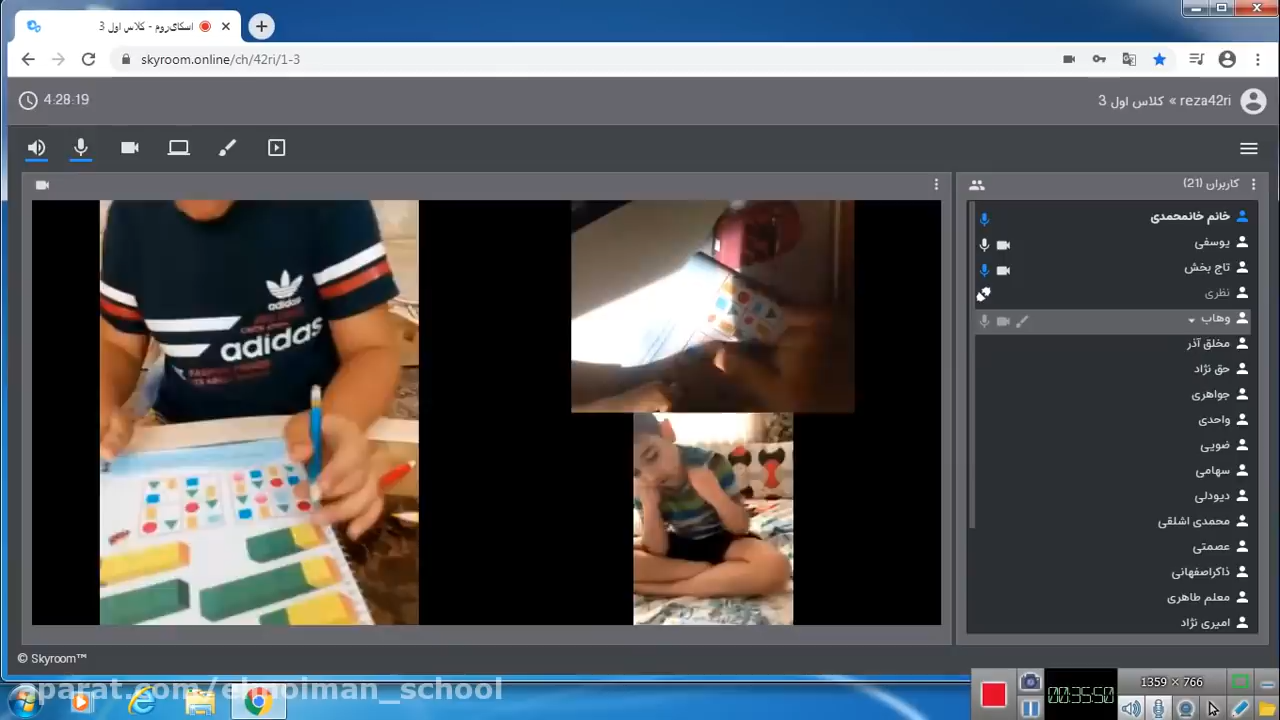 اسکای‌روم - کلاس اول 3
skyroom.online/ch/42ri/1-3
4:28:19
reza42ri » کلاس اول 3
کاربران (21)
خانم خانمحمدی
یوسفی
تاج بخش
نظری
وهاب
مخلق آذر
حق نژاد
جواهری
واحدی
ضویی
سهامی
دیودلی
محمدی اشلقی
عصمتی
ذاکراصفهانی
معلم طاهری
امیری نژاد
adidas
adidas
© Skyroom™
aparat.com/ehnoiman_school
00:35:50
1359 × 766